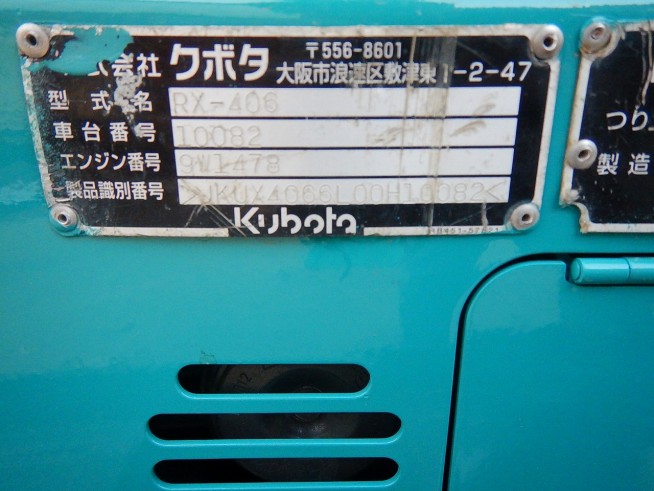 式会社 クボタ 〒556-8601
大阪市浪速区敷津東1-2-47
型式名 RX-406
車台番号 10082
エンジン番号 9W1478
製品識別番号
Kubota
つり上
製造